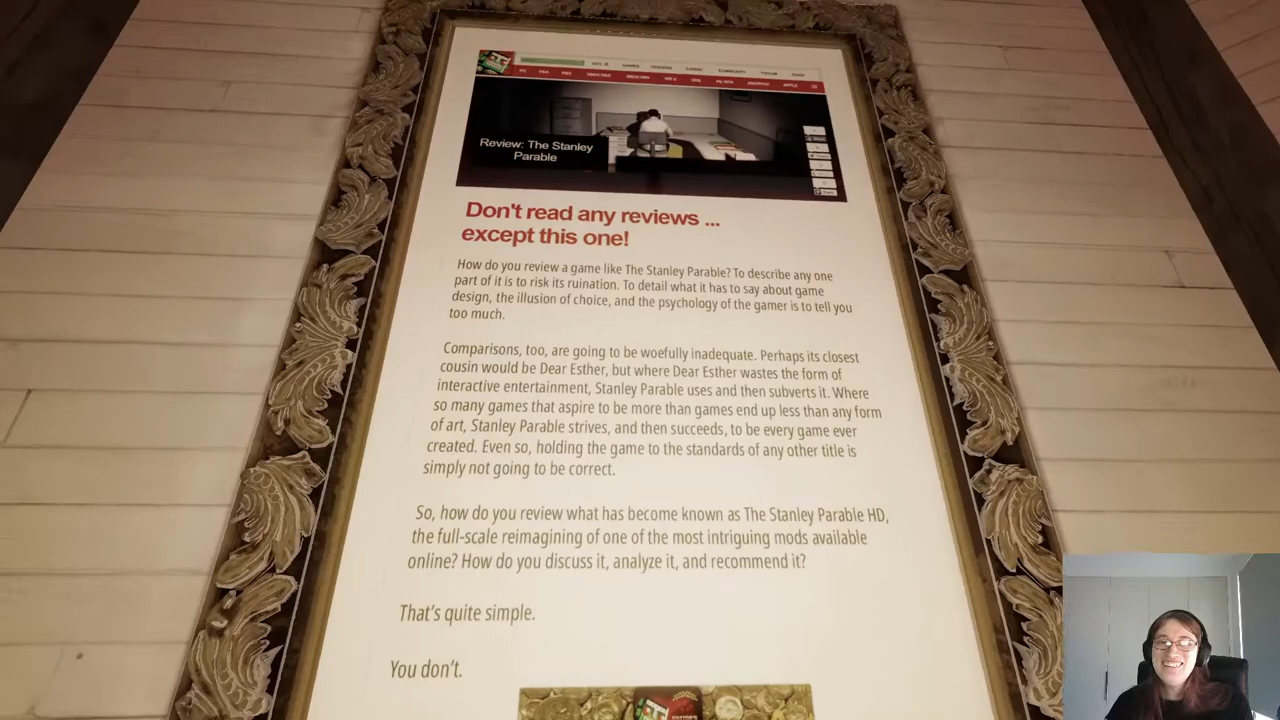 Review: The Stanley
Parable
Don't read any reviews ...
except this one!
How do you review a game like The Stanley Parable? To describe any one
part of it is to risk its ruination. To detail what it has to say about game
design, the illusion of choice, and the psychology of the gamer is to tell you
too much.
Comparisons, too, are going to be woefully inadequate. Perhaps its closest
cousin would be Dear Esther, but where Dear Esther wastes the form of
interactive entertainment, Stanley Parable uses and then subverts it. Where
so many games that aspire to be more than games end up less than any form
of art, Stanley Parable strives, and then succeeds, to be every game ever
created. Even so, holding the game to the standards of any other title is
simply not going to be correct.
So, how do you review what has become known as The Stanley Parable HD,
the full-scale reimagining of one of the most intriguing mods available
online? How do you discuss it, analyze it, and recommend it?
That's quite simple.
You don't.